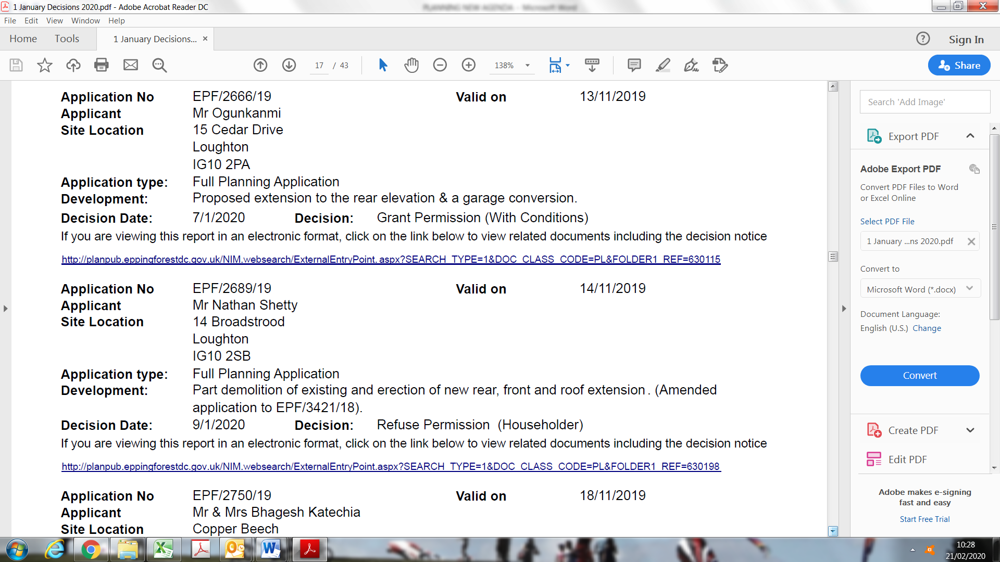 1 January Decisions 2020.pdf - Adobe Acrobat Reader DC
PLANNING NEW AGENDA - Microsoft Word
File Edit View Window Help
Home Tools 1 January Decisions... ×
? Sign In
17 / 43 138% Share
Application No EPF/2666/19 Valid on 13/11/2019
Applicant Mr Ogunkanmi
Site Location 15 Cedar Drive
Loughton
IG10 2PA
Application type: Full Planning Application
Development: Proposed extension to the rear elevation & a garage conversion.
Decision Date: 7/1/2020 Decision: Grant Permission (With Conditions)
If you are viewing this report in an electronic format, click on the link below to view related documents including the decision notice
http://planpub.eppingforestdc.gov.uk/NIM.websearch/ExternalEntryPoint.aspx?SEARCH_TYPE=1&DOC_CLASS_CODE=PL&FOLDER1_REF=630115
Application No EPF/2689/19 Valid on 14/11/2019
Applicant Mr Nathan Shetty
Site Location 14 Broadstrood
Loughton
IG10 2SB
Application type: Full Planning Application
Development: Part demolition of existing and erection of new rear, front and roof extension. (Amended
application to EPF/3421/18).
Decision Date: 9/1/2020 Decision: Refuse Permission (Householder)
If you are viewing this report in an electronic format, click on the link below to view related documents including the decision notice
http://planpub.eppingforestdc.gov.uk/NIM.websearch/ExternalEntryPoint.aspx?SEARCH_TYPE=1&DOC_CLASS_CODE=PL&FOLDER1_REF=630198
Application No EPF/2750/19 Valid on 18/11/2019
Applicant Mr & Mrs Bhagesh Katechia
Site Location Copper Beech
Search 'Add Image'
Export PDF
Adobe Export PDF
Convert PDF Files to Word
or Excel Online
Select PDF File
1 January ...ns 2020.pdf
Convert to
Microsoft Word (*.docx)
Document Language:
English (U.S.) Change
Convert
Create PDF
Edit PDF
Adobe makes e-signing
fast and easy
Start Free Trial
10:28
21/02/2020